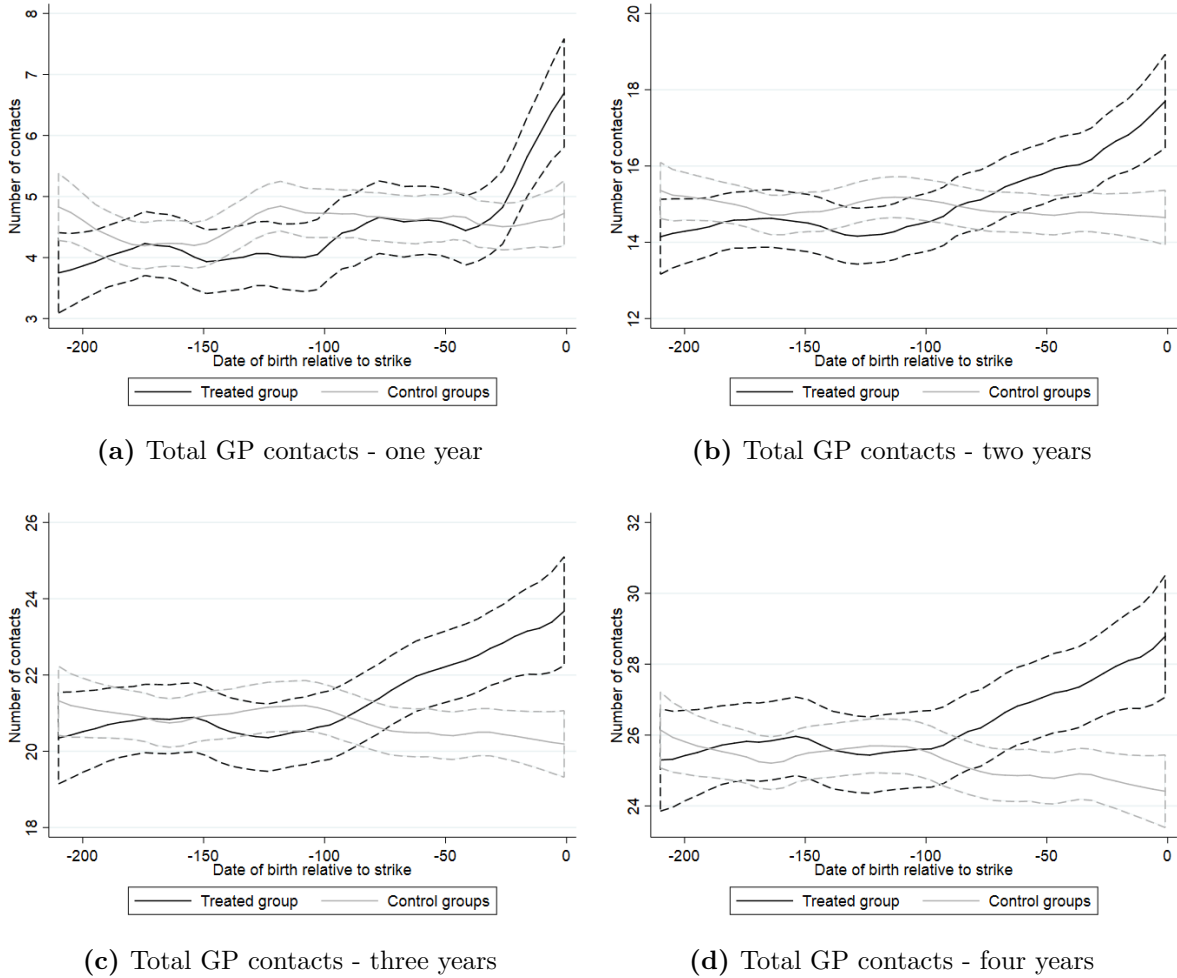 8
7
6
5
4
3
Number of contacts
-200 -150 -100 -50 0
Date of birth relative to strike
Treated group Control groups
(a) Total GP contacts - one year
20
18
16
14
12
Number of contacts
-200 -150 -100 -50 0
Date of birth relative to strike
Treated group Control groups
(b) Total GP contacts - two years
26
24
22
20
18
Number of contacts
-200 -150 -100 -50 0
Date of birth relative to strike
Treated group Control groups
(c) Total GP contacts - three years
32
30
28
26
24
Number of contacts
-200 -150 -100 -50 0
Date of birth relative to strike
Treated group Control groups
(d) Total GP contacts - four years